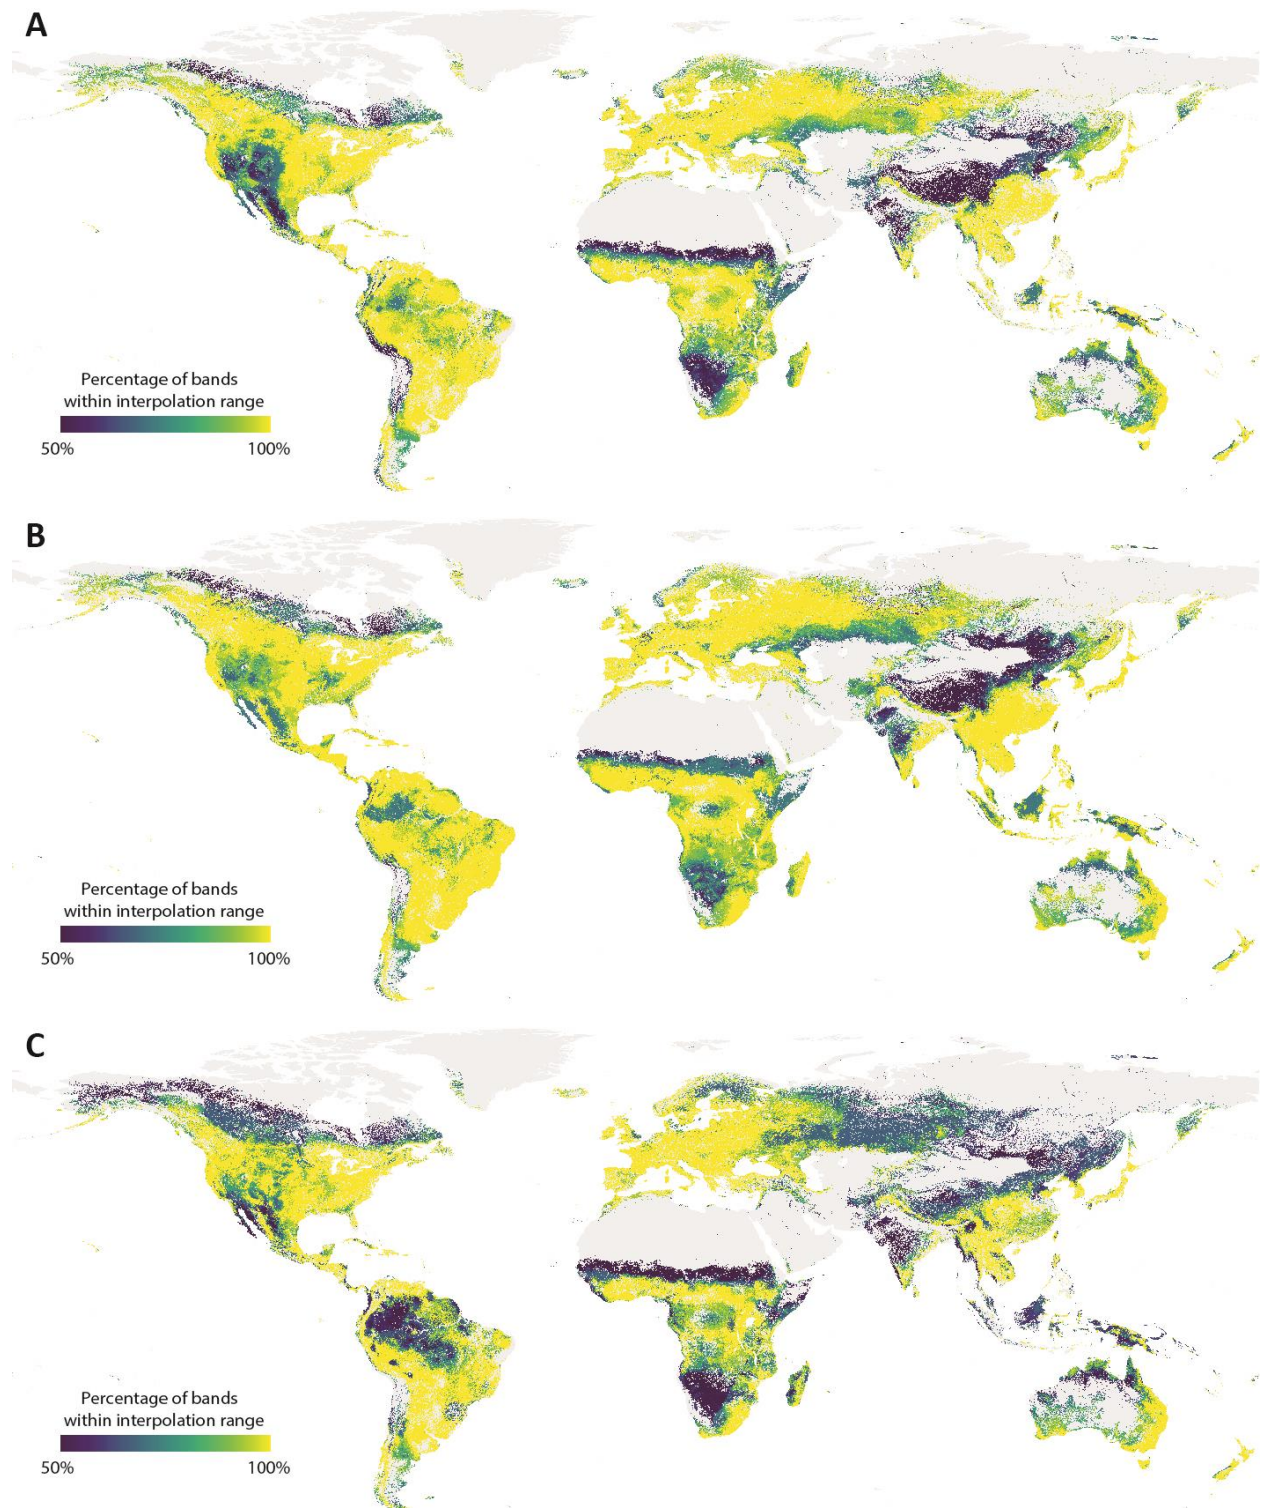 A
Percentage of bands
within interpolation range
50% 100%
B
Percentage of bands
within interpolation range
50% 100%
C
Percentage of bands
within interpolation range
50% 100%